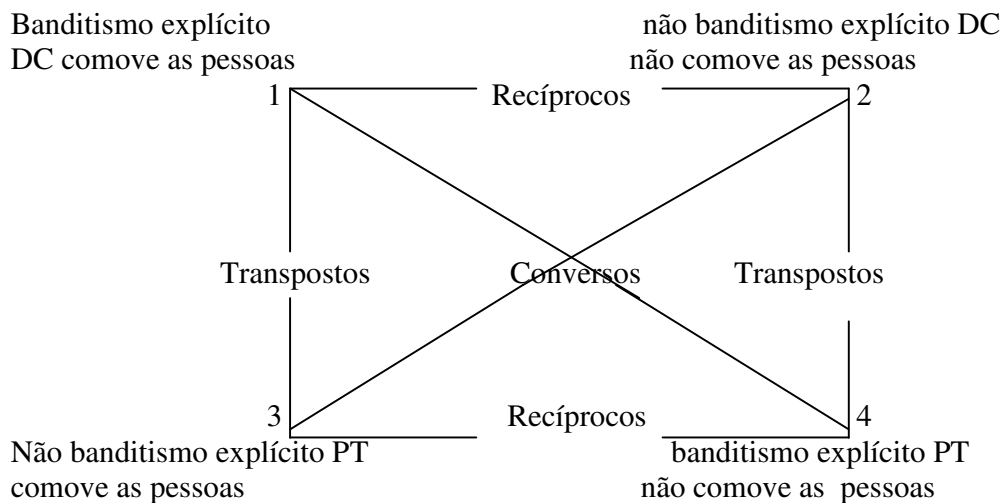 Banditismo explícito
não banditismo explícito DC
DC comove as pessoas
não comove as pessoas
1
Recíprocos
2
Transpostos
Conversos
Transpostos
3
Recíprocos
4
Não banditismo explícito PT
banditismo explícito PT
comove as pessoas
não comove as pessoas